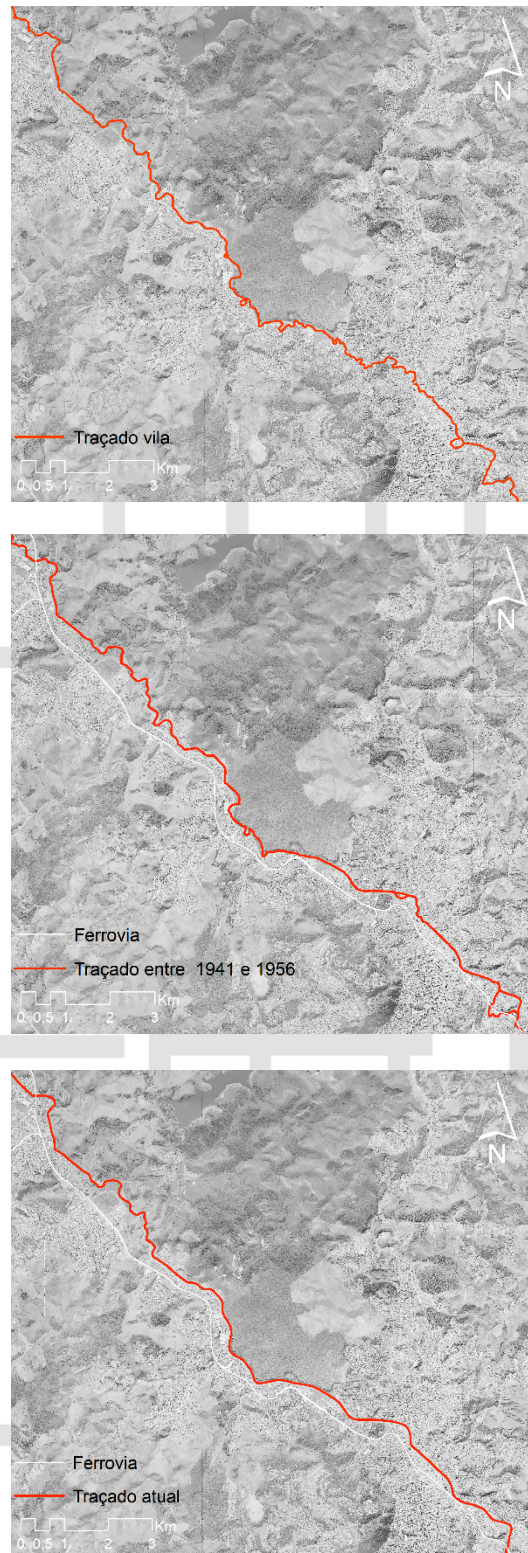 N
Traçado vila
0 0,5 1 2 3 Km
N
Ferrovia
Traçado entre 1941 e 1956
0 0,5 1 2 3 Km
N
Ferrovia
Traçado atual
0 0,5 1 2 3 Km